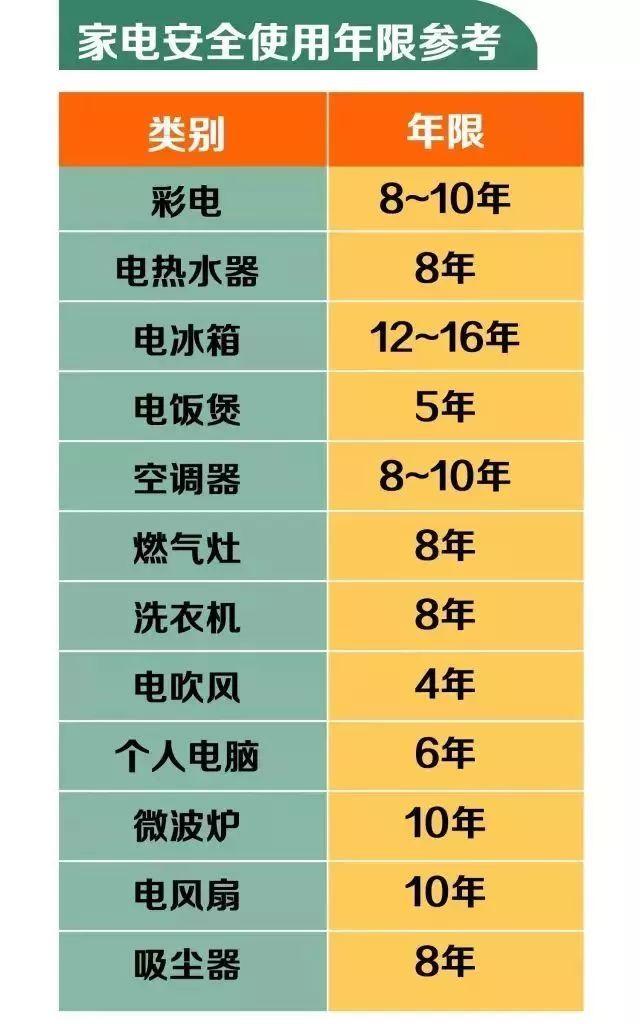 家电安全使用年限参考
类别 年限
彩电 8~10年
电热水器 8年
电冰箱 12~16年
电饭煲 5年
空调器 8~10年
燃气灶 8年
洗衣机 8年
电吹风 4年
个人电脑 6年
微波炉 10年
电风扇 10年
吸尘器 8年